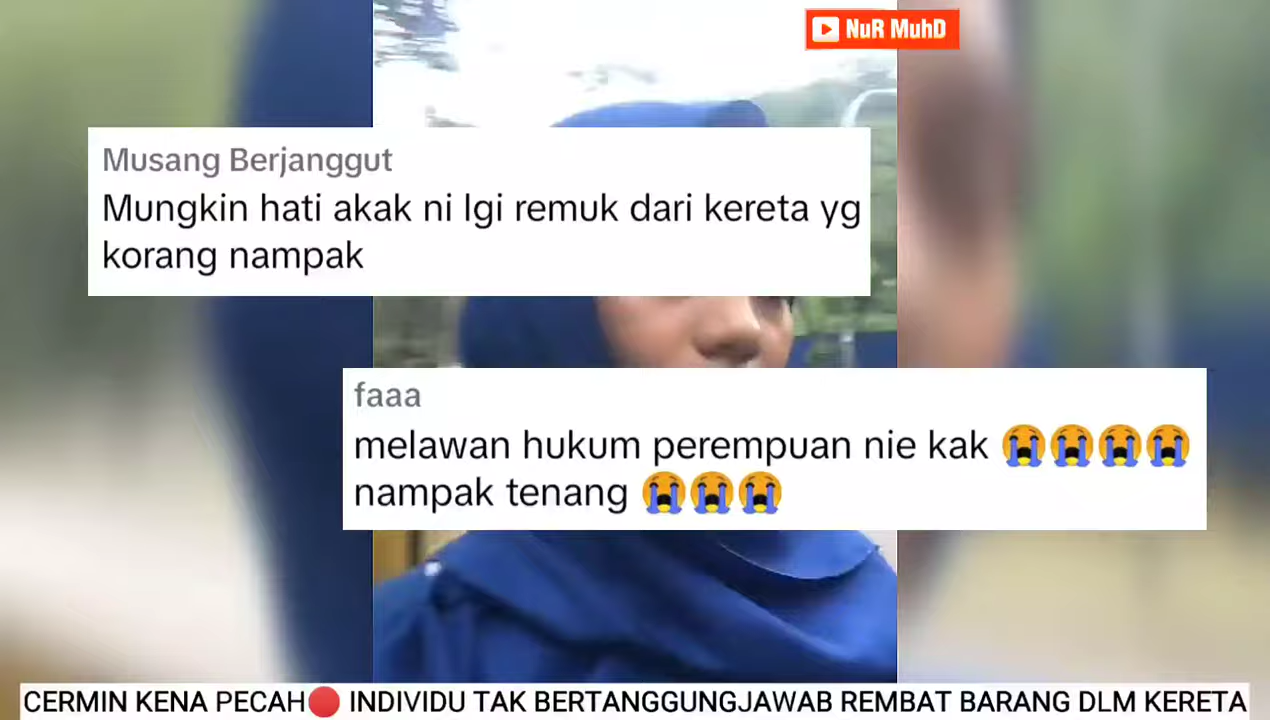 NuR MuhD
Musang Berjanggut
Mungkin hati akak ni lgi remuk dari kereta yg
korang nampak
faaa
melawan hukum perempuan nie kak 😭😭😭😭
nampak tenang 😭😭😭
CERMIN KENA PECAH🔴 INDIVIDU TAK BERTANGGUNGJAWAB REMBAT BARANG DLM KERETA